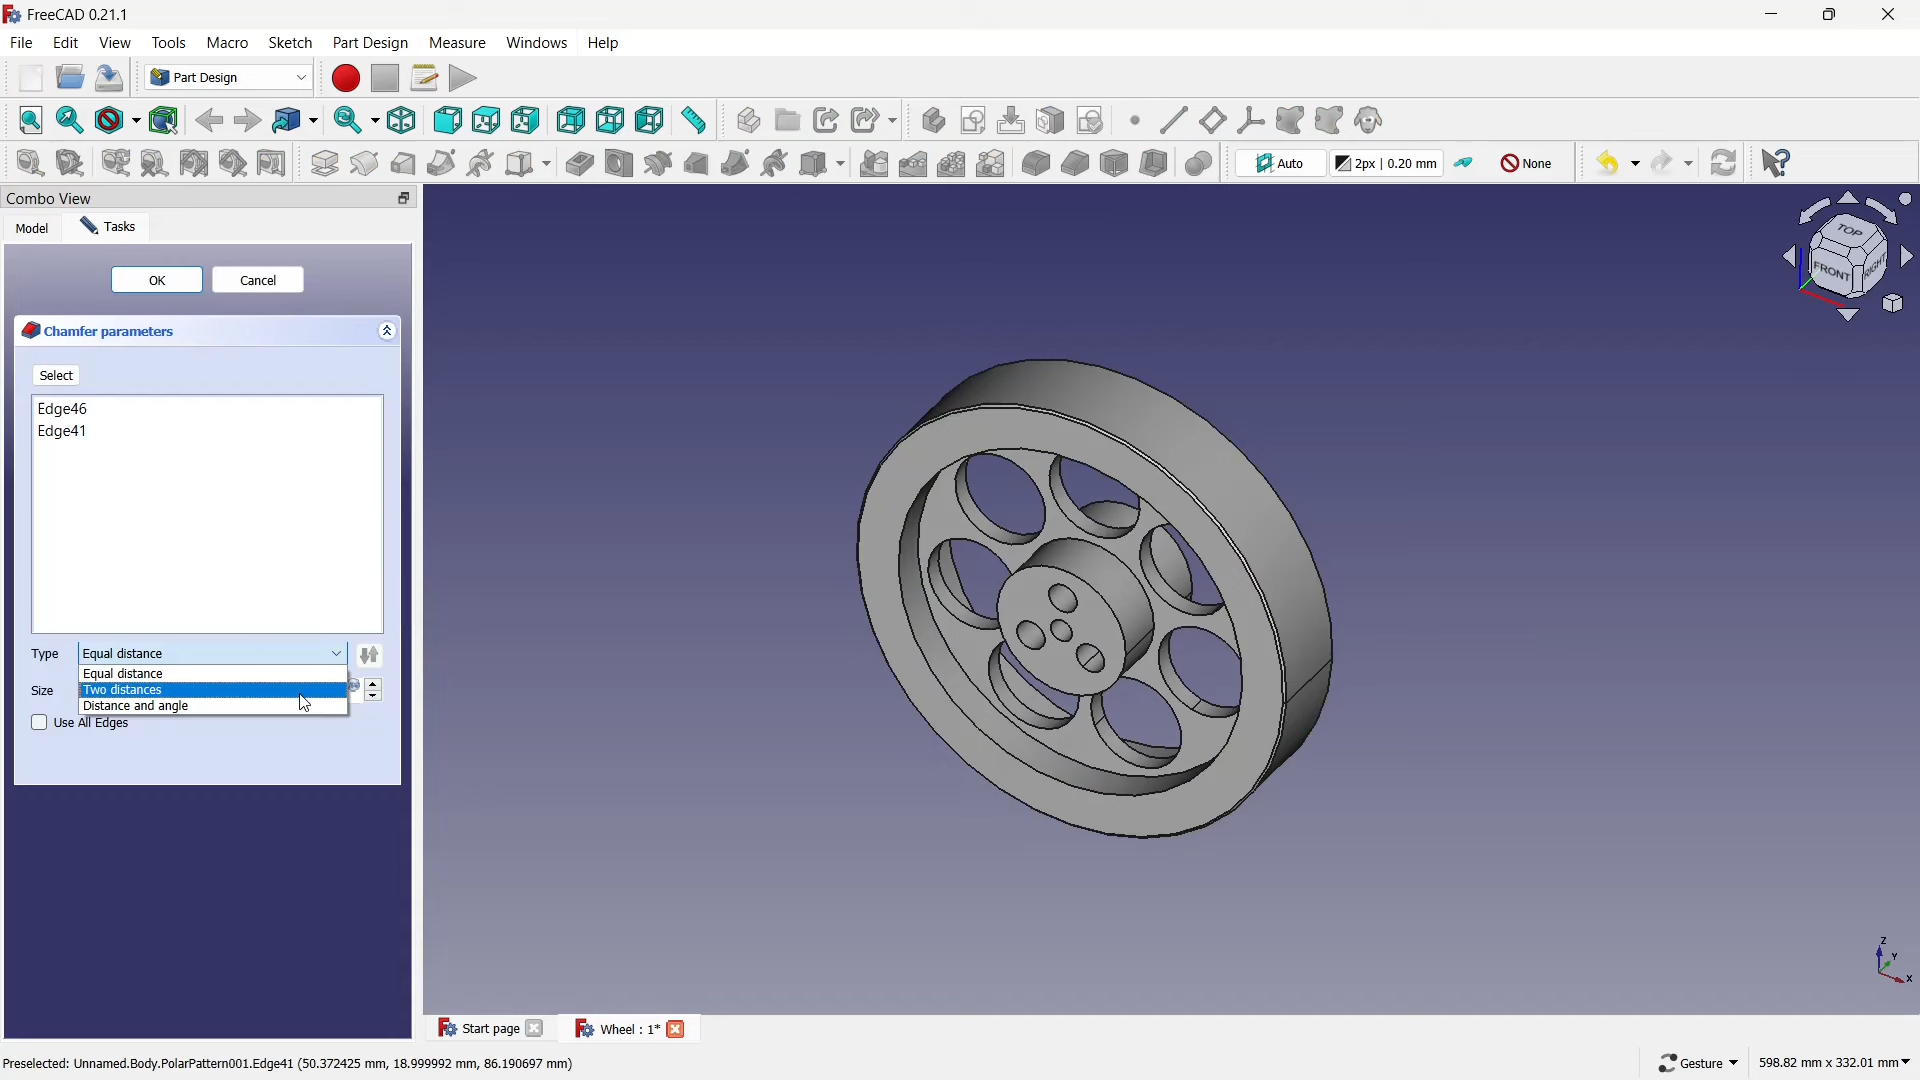 FreeCAD 0.21.1
File Edit View Tools Macro Sketch Part Design Measure Windows Help
Part Design
Auto 2px | 0.20 mm None
Combo View
Model Tasks
OK Cancel
Chamfer parameters
Select
Edge46
Edge41
Type Equal distance
Equal distance
Size Two distances
Distance and angle
Use All Edges
TOP
FRONT RIGHT
Z
Y
X
Start page Wheel : 1*
Preselected: Unnamed.Body.PolarPattern001.Edge41 (50.372425 mm, 18.999992 mm, 86.190697 mm) Gesture 598.82 mm x 332.01 mm